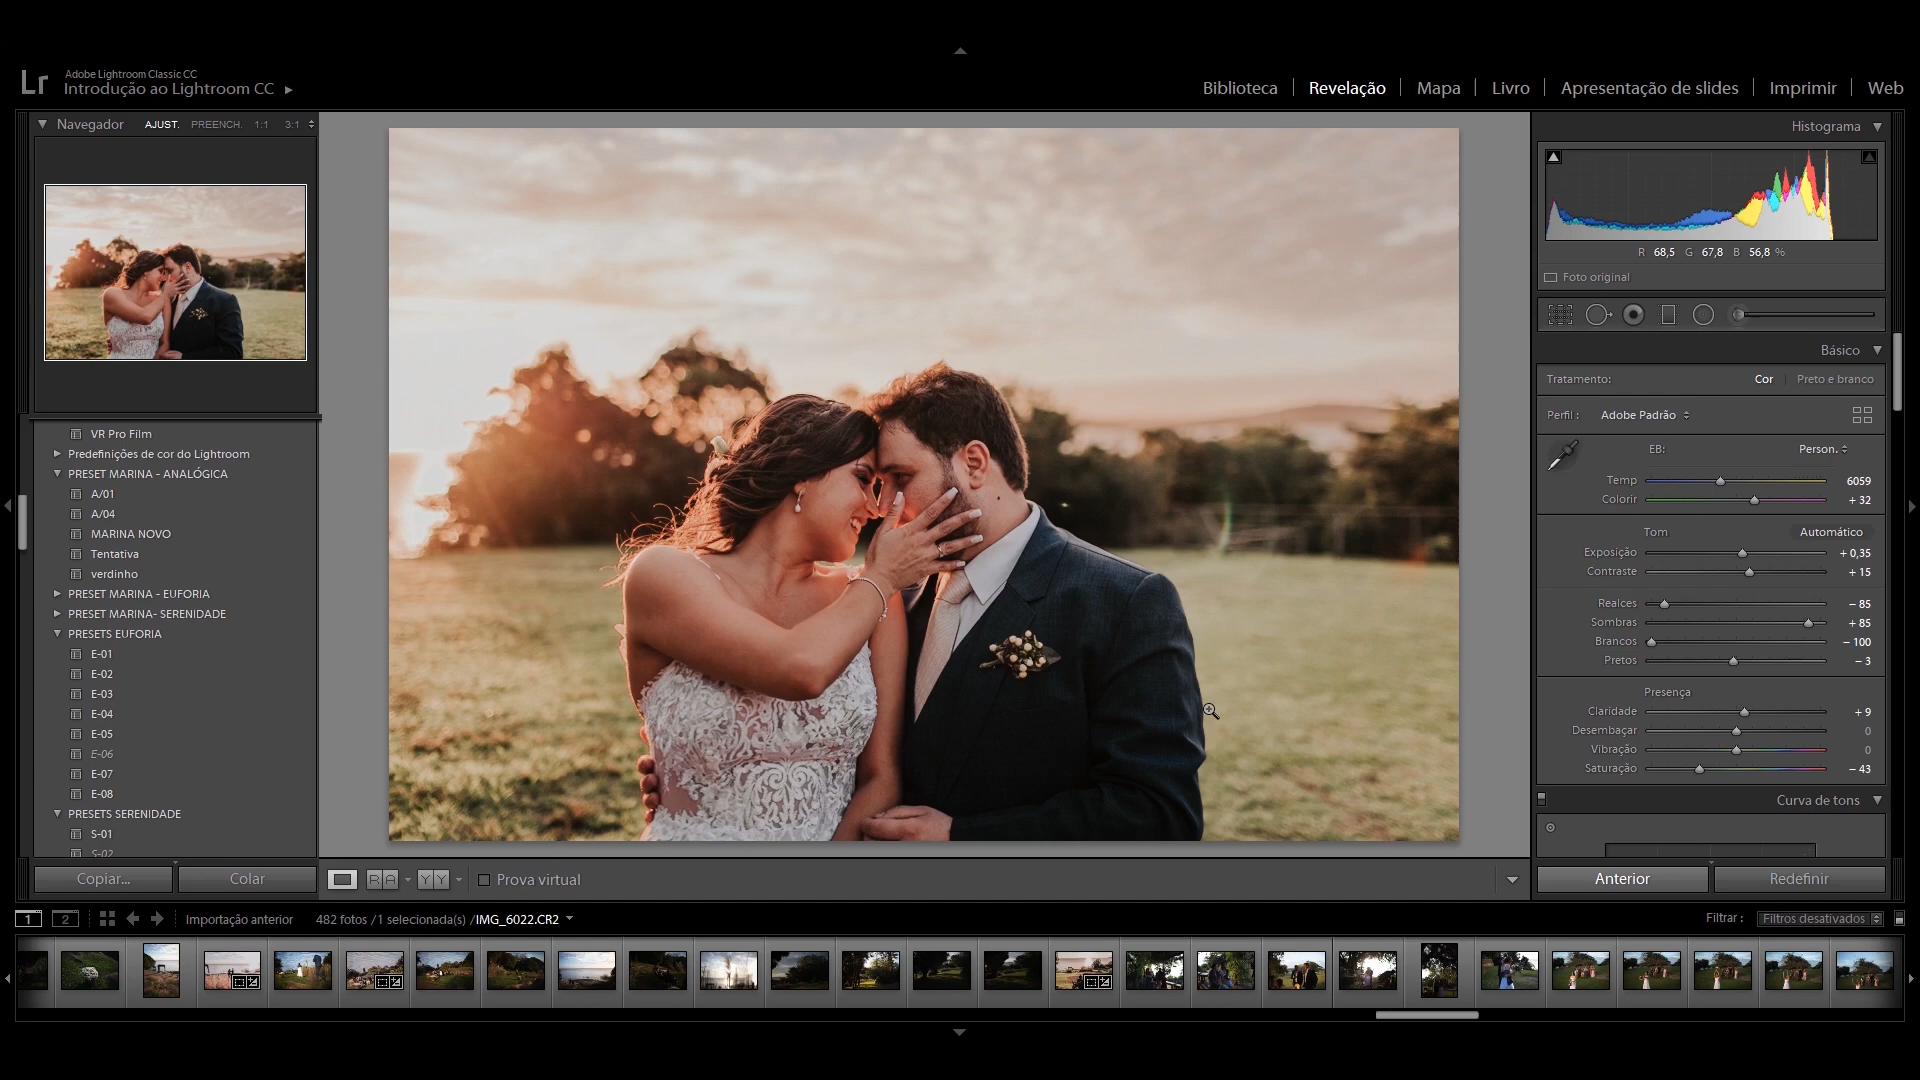 Lr
Adobe Lightroom Classic CC
Introdução ao Lightroom CC
Biblioteca
Revelação
Mapa
Livro
Apresentação de slides
Imprimir
Web
Navegador AJUST. PREENCH. 1:1 3:1
VR Pro Film
Predefinições de cor do Lightroom
PRESET MARINA - ANALÓGICA
A/01
A/04
MARINA NOVO
Tentativa
verdinho
PRESET MARINA - EUFORIA
PRESET MARINA- SERENIDADE
PRESETS EUFORIA
E-01
E-02
E-03
E-04
E-05
E-06
E-07
E-08
PRESETS SERENIDADE
S-01
S-02
Copiar... Colar
R A Y Y Prova virtual
Histograma
R 68,5 G 67,8 B 56,8 %
Foto original
Básico
Tratamento: Cor Preto e branco
Perfil : Adobe Padrão
EB: Person.
Temp 6059
Colorir + 32
Tom Automático
Exposição + 0,35
Contraste + 15
Realces − 85
Sombras + 85
Brancos − 100
Pretos − 3
Presença
Claridade + 9
Desembaçar 0
Vibração 0
Saturação − 43
Curva de tons
Anterior Redefinir
1 2 Importação anterior 482 fotos /1 selecionada(s) /IMG_6022.CR2
Filtrar : Filtros desativados